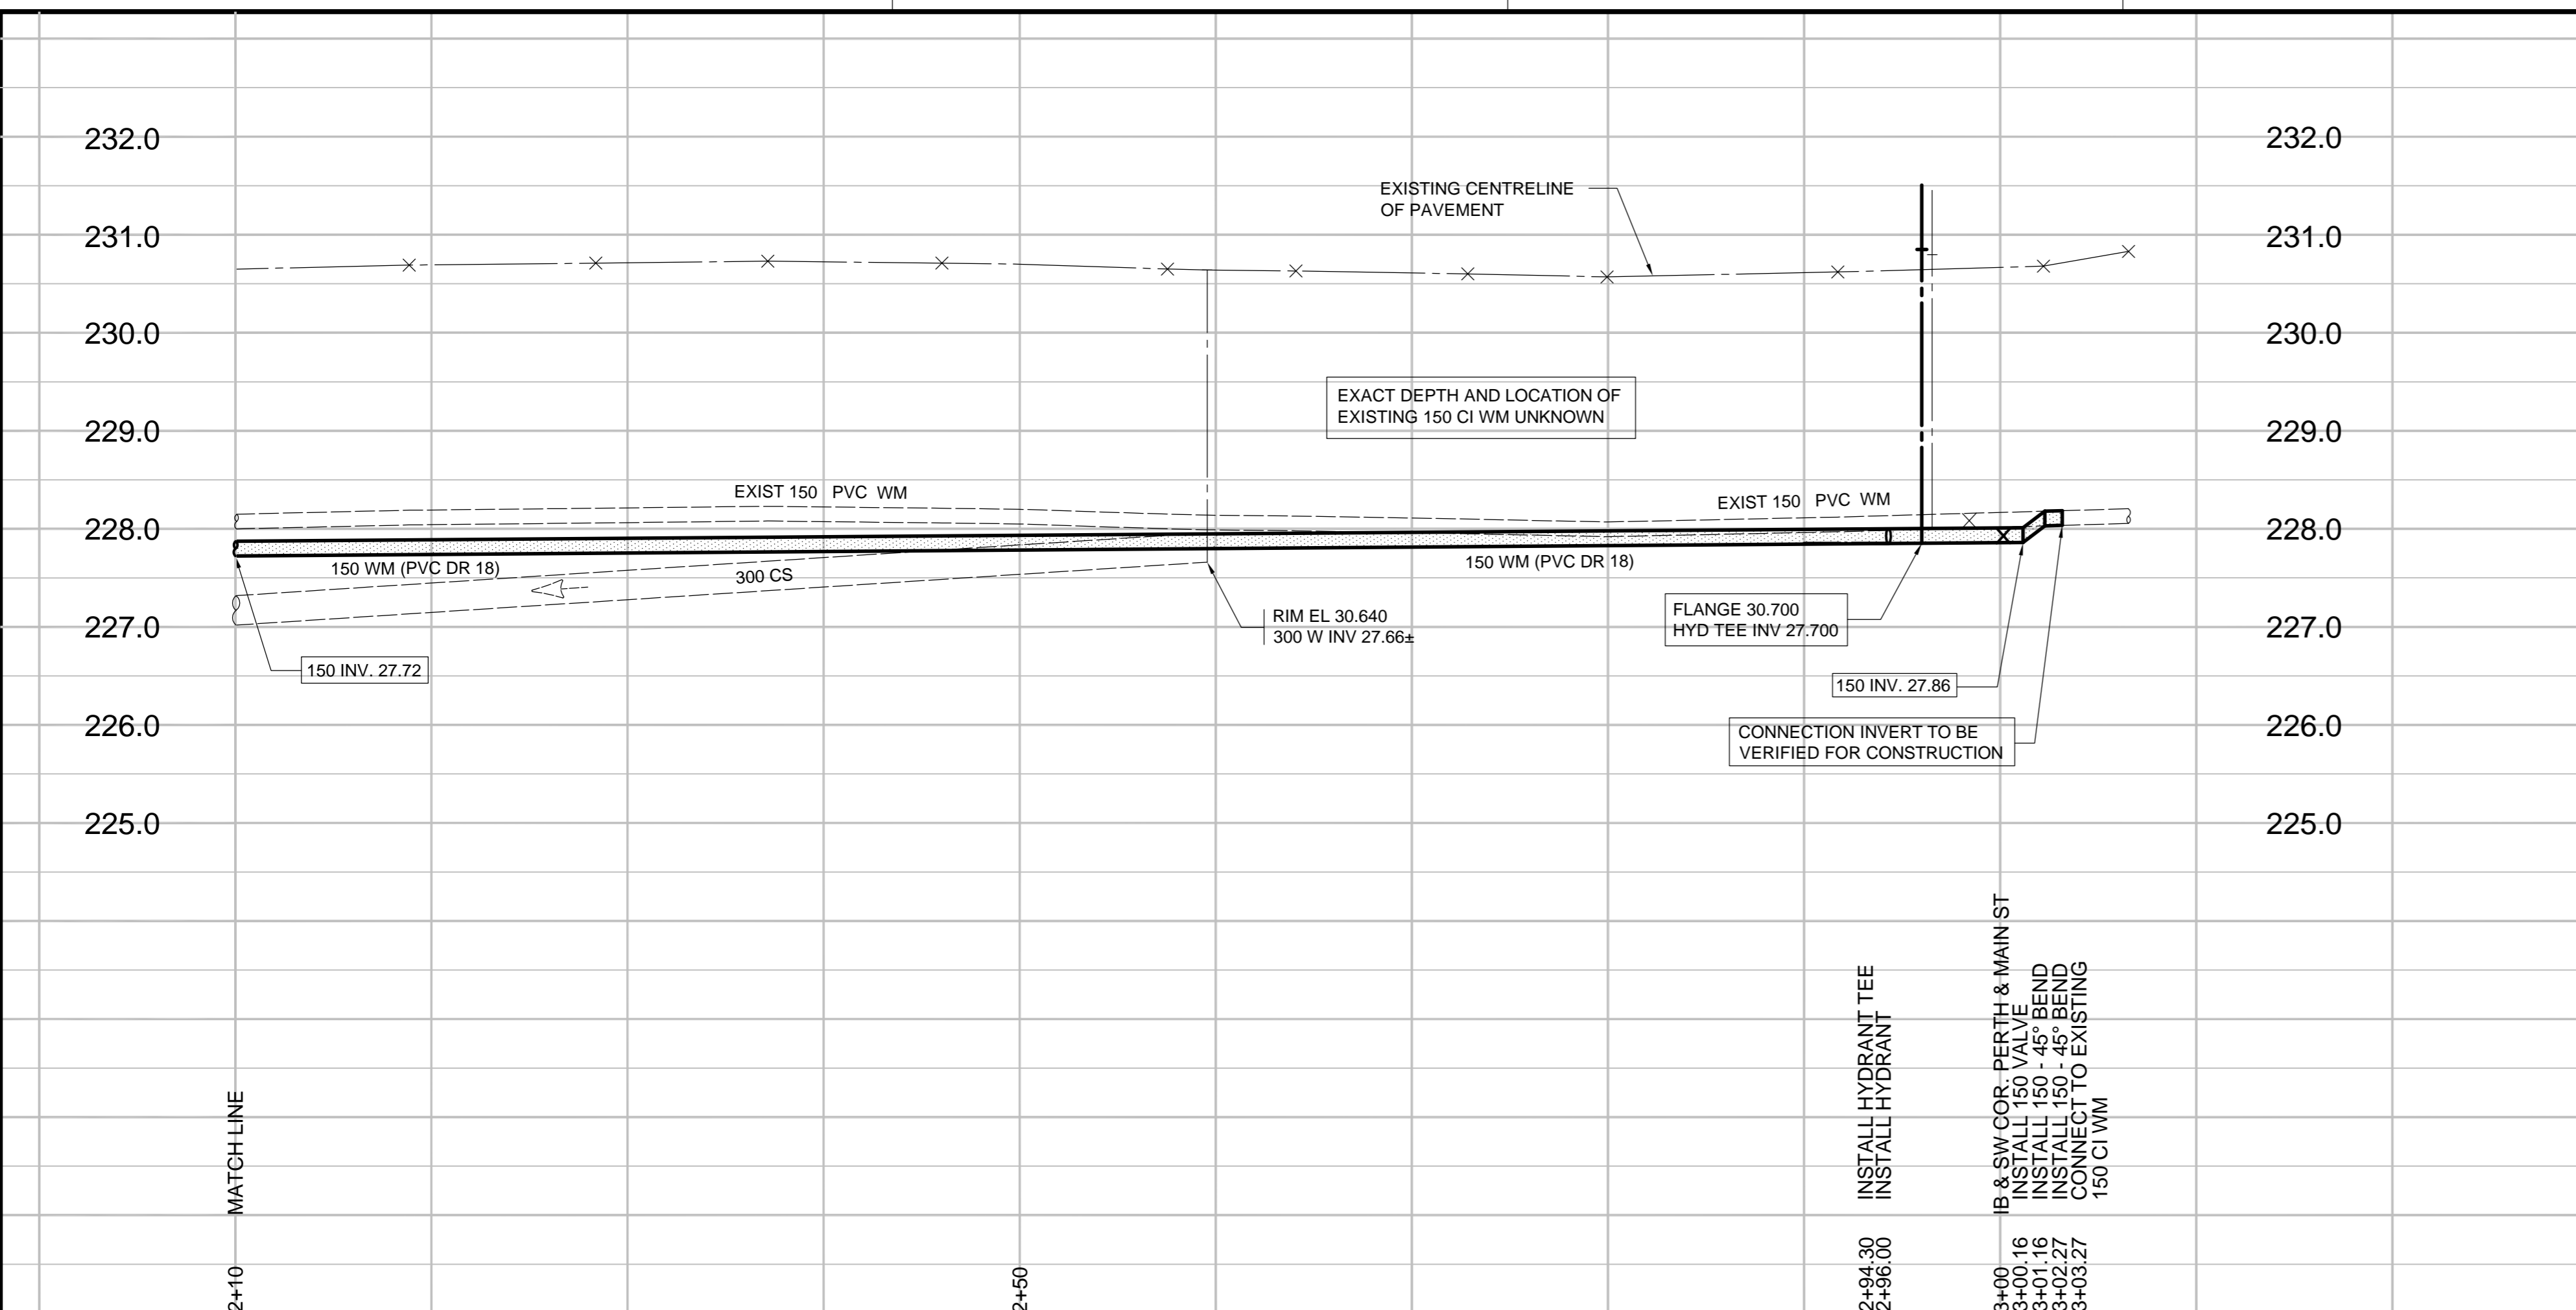 232.0
232.0
EXISTING CENTRELINE
OF PAVEMENT
231.0
231.0
230.0
230.0
EXACT DEPTH AND LOCATION OF
EXISTING 150 CI WM UNKNOWN
229.0
229.0
EXIST 150 PVC WM
EXIST 150 PVC WM
228.0
228.0
150 WM (PVC DR 18)
300 CS
150 WM (PVC DR 18)
RIM EL 30.640
300 W INV 27.66±
FLANGE 30.700
HYD TEE INV 27.700
227.0
227.0
150 INV. 27.72
150 INV. 27.86
226.0
226.0
CONNECTION INVERT TO BE
VERIFIED FOR CONSTRUCTION
225.0
225.0
MATCH LINE
2+10
2+50
INSTALL HYDRANT TEE
2+94.30
INSTALL HYDRANT
2+96.00
IB & SW COR. PERTH & MAIN ST
3+00
INSTALL 150 VALVE
3+00.16
INSTALL 150 - 45° BEND
3+01.16
INSTALL 150 - 45° BEND
3+02.27
CONNECT TO EXISTING
3+03.27
150 CI WM